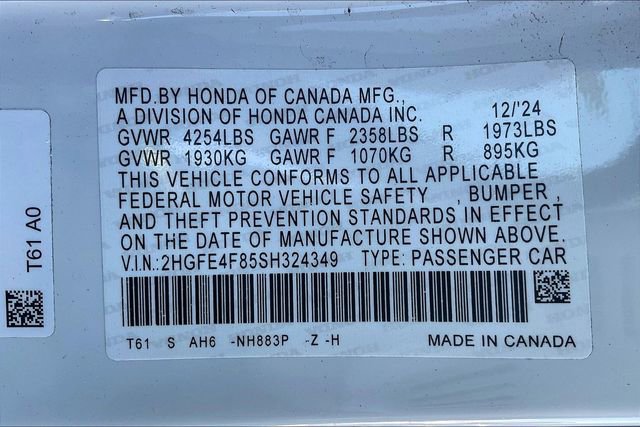 MFD.BY HONDA OF CANADA MFG.,
A DIVISION OF HONDA CANADA INC. 12/'24
GVWR 4254LBS GAWR F 2358LBS R 1973LBS
GVWR 1930KG GAWR F 1070KG R 895KG
THIS VEHICLE CONFORMS TO ALL APPLICABLE
FEDERAL MOTOR VEHICLE SAFETY , BUMPER ,
AND THEFT PREVENTION STANDARDS IN EFFECT
ON THE DATE OF MANUFACTURE SHOWN ABOVE.
V.I.N.:2HGFE4F85SH324349 TYPE: PASSENGER CAR
T61 S AH6 -NH883P -Z -H MADE IN CANADA
T61 A0